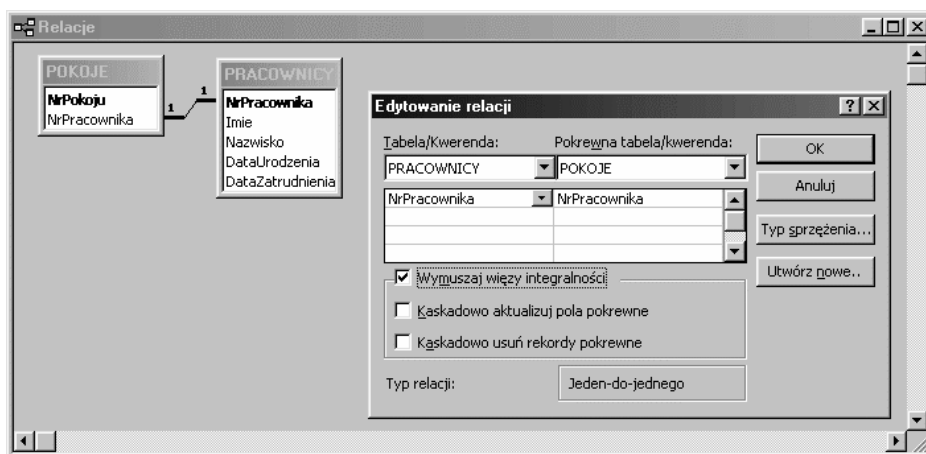 Relacje
POKOJE
NrPokoju
NrPracownika
1
1
PRACOWNICY
NrPracownika
Imie
Nazwisko
DataUrodzenia
DataZatrudnienia
Edytowanie relacji
Tabela/Kwerenda:
Pokrewna tabela/kwerenda:
PRACOWNICY
POKOJE
NrPracownika
NrPracownika
OK
Anuluj
Typ sprzężenia...
Utwórz nowe..
Wymuszaj więzy integralności
Kaskadowo aktualizuj pola pokrewne
Kaskadowo usuń rekordy pokrewne
Typ relacji:
Jeden-do-jednego